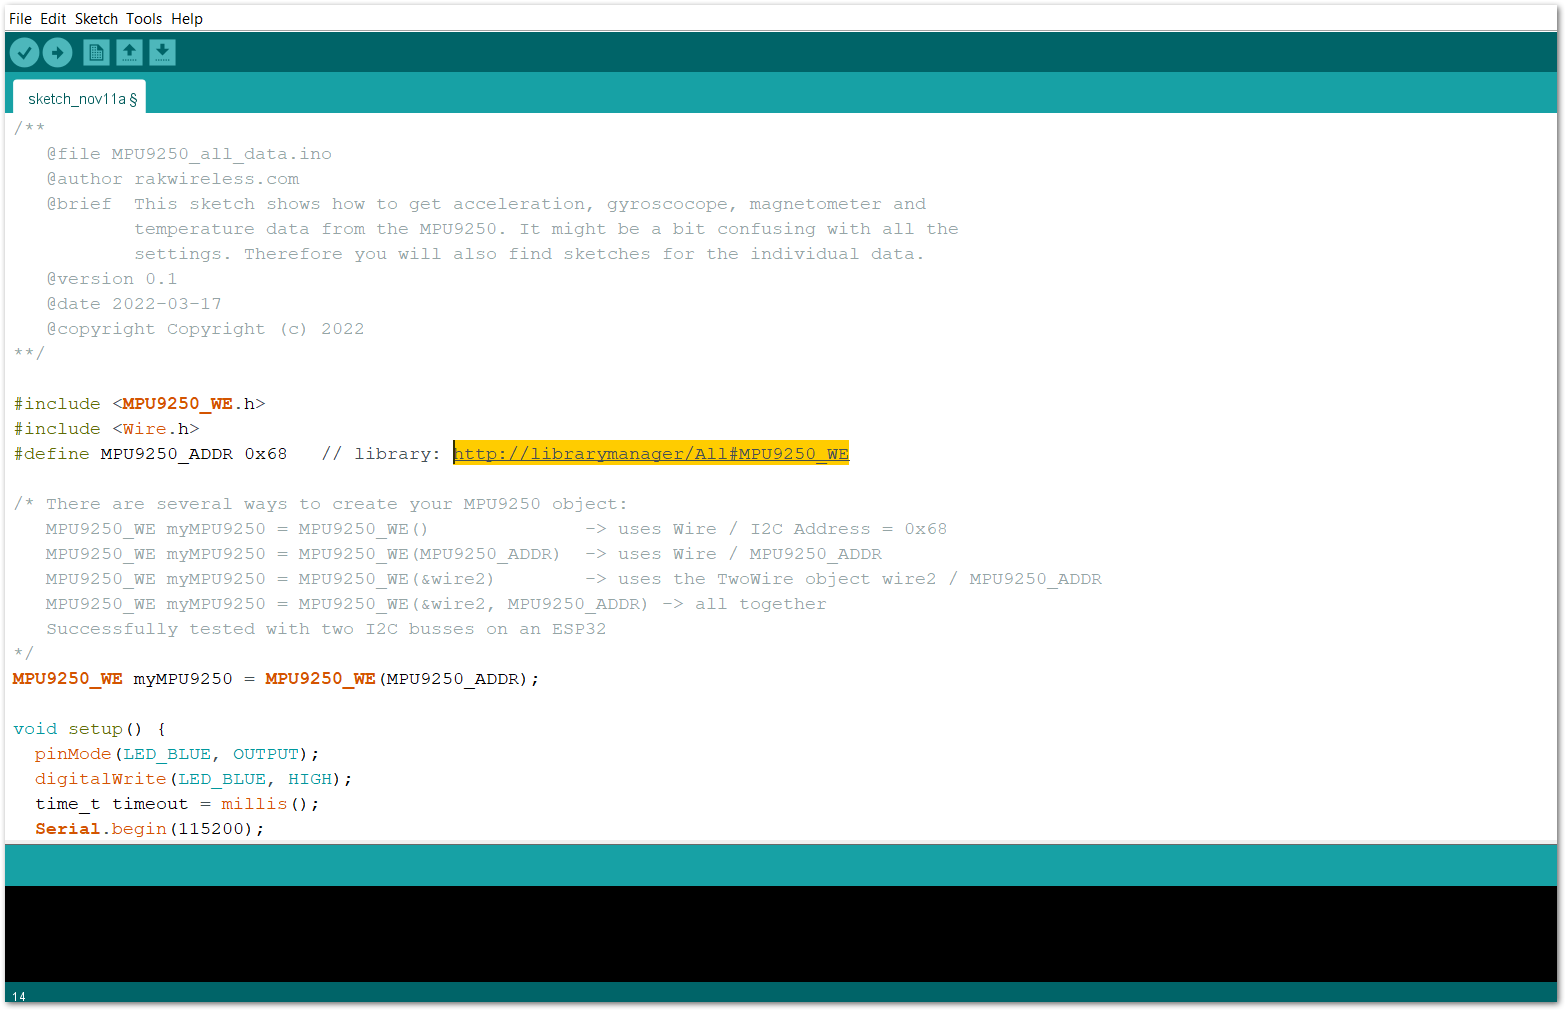 File Edit Sketch Tools Help
sketch_nov11a §
/**
   @file MPU9250_all_data.ino
   @author rakwireless.com
   @brief  This sketch shows how to get acceleration, gyroscocope, magnetometer and
           temperature data from the MPU9250. It might be a bit confusing with all the
           settings. Therefore you will also find sketches for the individual data.
   @version 0.1
   @date 2022-03-17
   @copyright Copyright (c) 2022
**/
#include <MPU9250_WE.h>
#include <Wire.h>
#define MPU9250_ADDR 0x68   // library: http://librarymanager/All#MPU9250_WE
/* There are several ways to create your MPU9250 object:
   MPU9250_WE myMPU9250 = MPU9250_WE()              -> uses Wire / I2C Address = 0x68
   MPU9250_WE myMPU9250 = MPU9250_WE(MPU9250_ADDR)  -> uses Wire / MPU9250_ADDR
   MPU9250_WE myMPU9250 = MPU9250_WE(&wire2)        -> uses the TwoWire object wire2 / MPU9250_ADDR
   MPU9250_WE myMPU9250 = MPU9250_WE(&wire2, MPU9250_ADDR) -> all together
   Successfully tested with two I2C busses on an ESP32
*/
MPU9250_WE myMPU9250 = MPU9250_WE(MPU9250_ADDR);
void setup() {
  pinMode(LED_BLUE, OUTPUT);
  digitalWrite(LED_BLUE, HIGH);
  time_t timeout = millis();
  Serial.begin(115200);
14